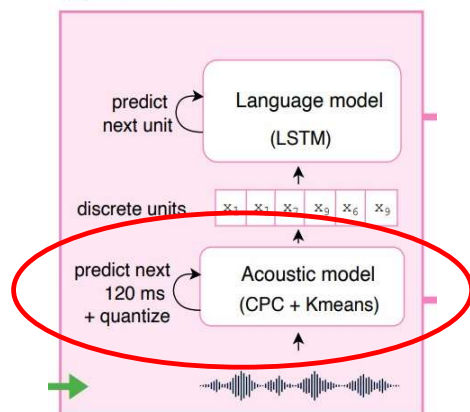 predict
next unit
Language model
(LSTM)
discrete units
x₁ x₁ x₇ x₉ x₆ x₉
predict next
120 ms
+ quantize
Acoustic model
(CPC + Kmeans)